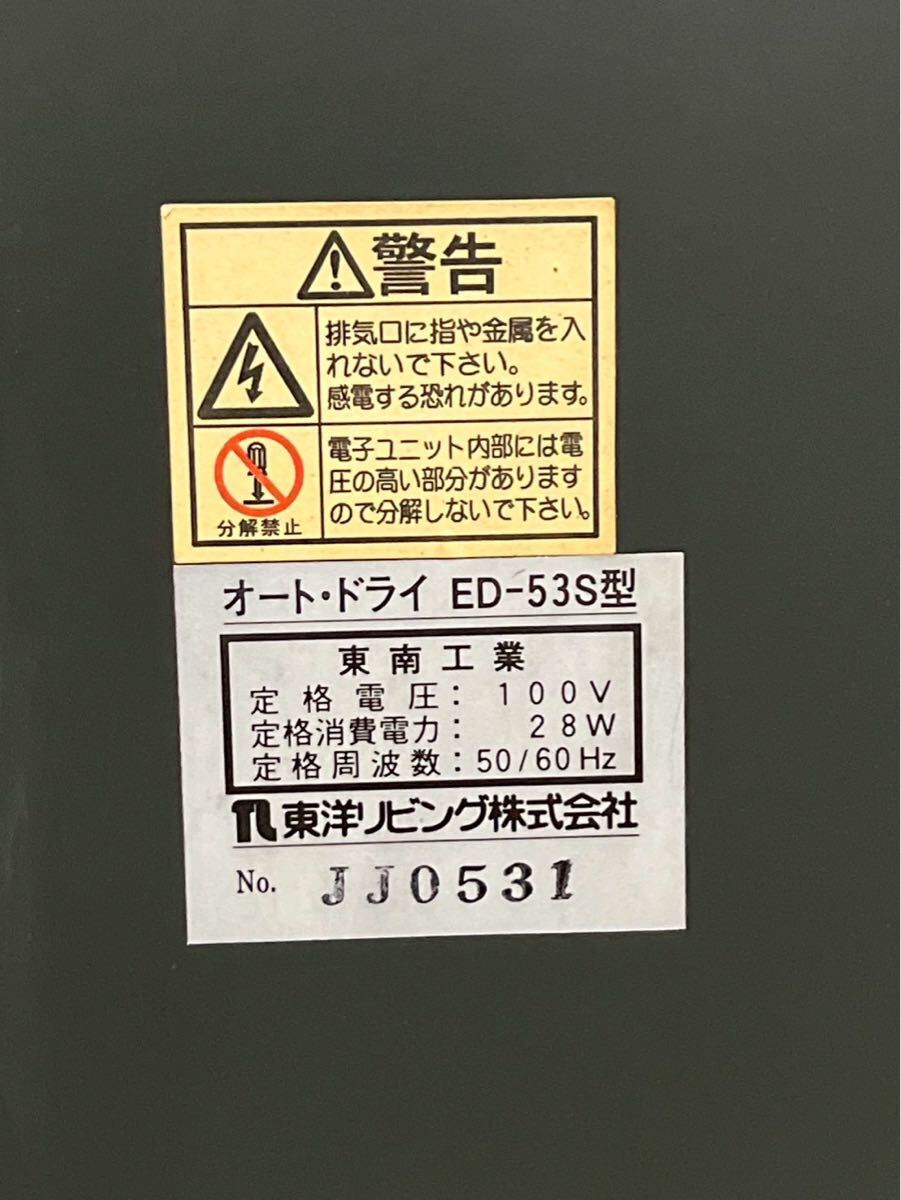 警告
排気口に指や金属を入
れないで下さい。
感電する恐れがあります。
電子ユニット内部には電
圧の高い部分があります
ので分解しないで下さい。
分解禁止
オート・ドライ ED-53S型
東南工業
定格電圧: 100V
定格消費電力: 28W
定格周波数: 50/60Hz
TL 東洋リビング株式会社
No. JJ0531